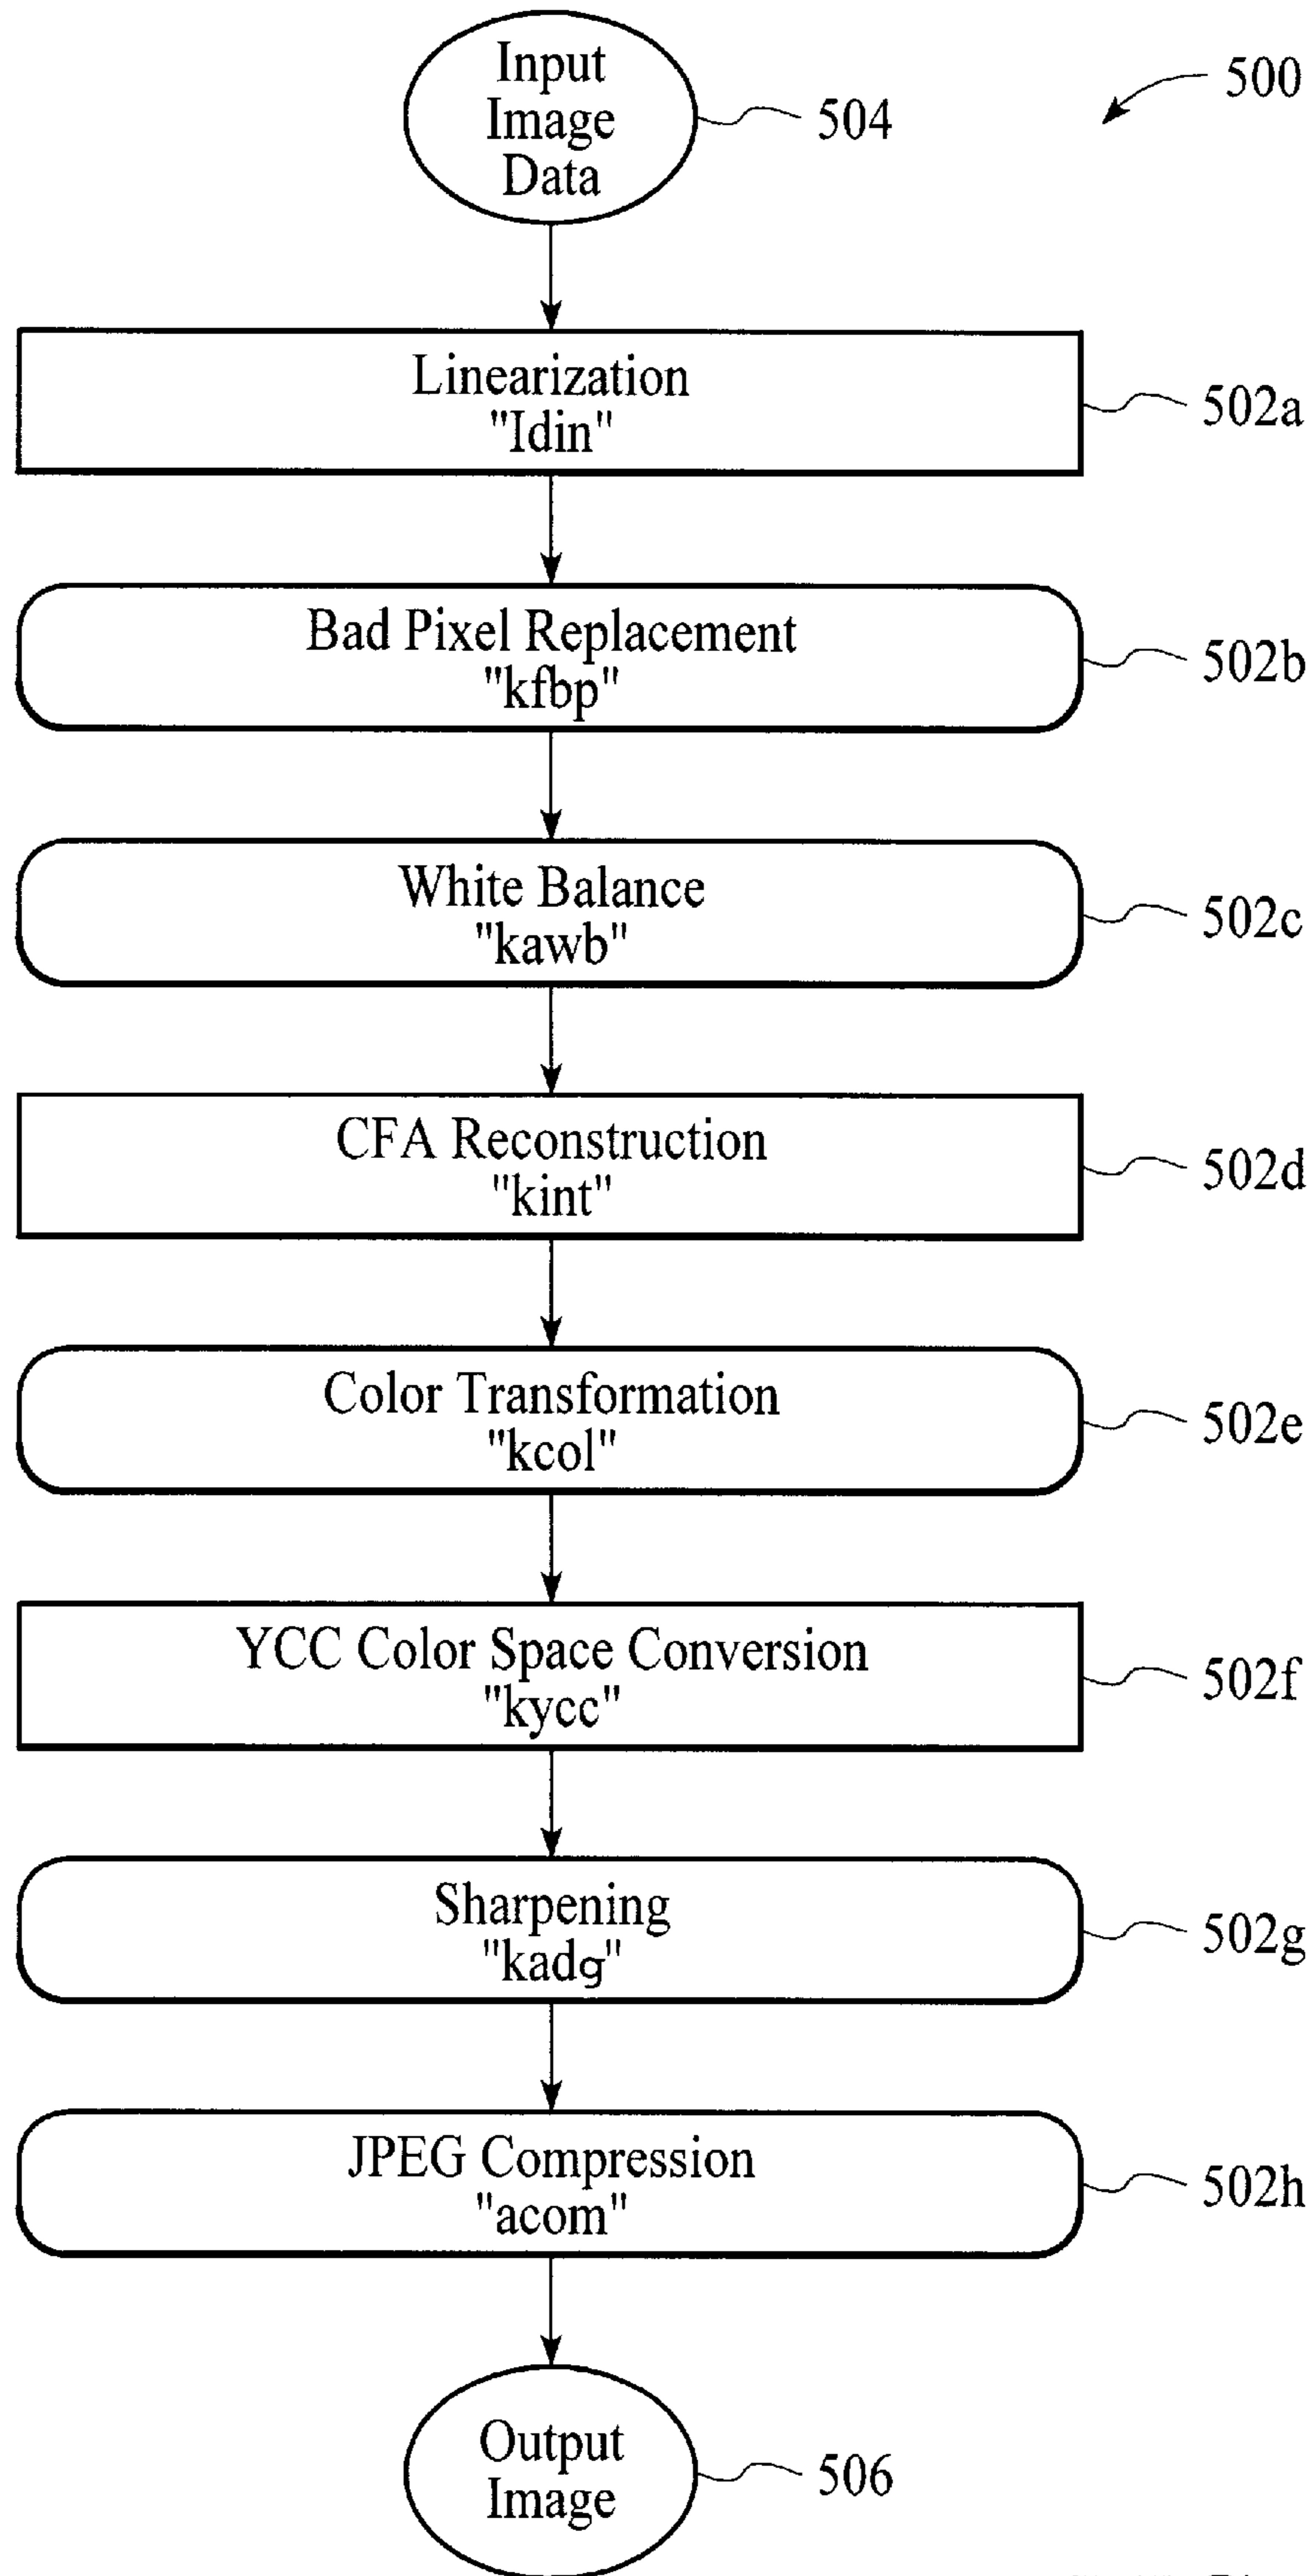 Input
Image
Data
504
500
Linearization
"Idin"
502a
Bad Pixel Replacement
"kfbp"
502b
White Balance
"kawb"
502c
CFA Reconstruction
"kint"
502d
Color Transformation
"kcol"
502e
YCC Color Space Conversion
"kycc"
502f
Sharpening
"kadg"
502g
JPEG Compression
"acom"
502h
Output
Image
506